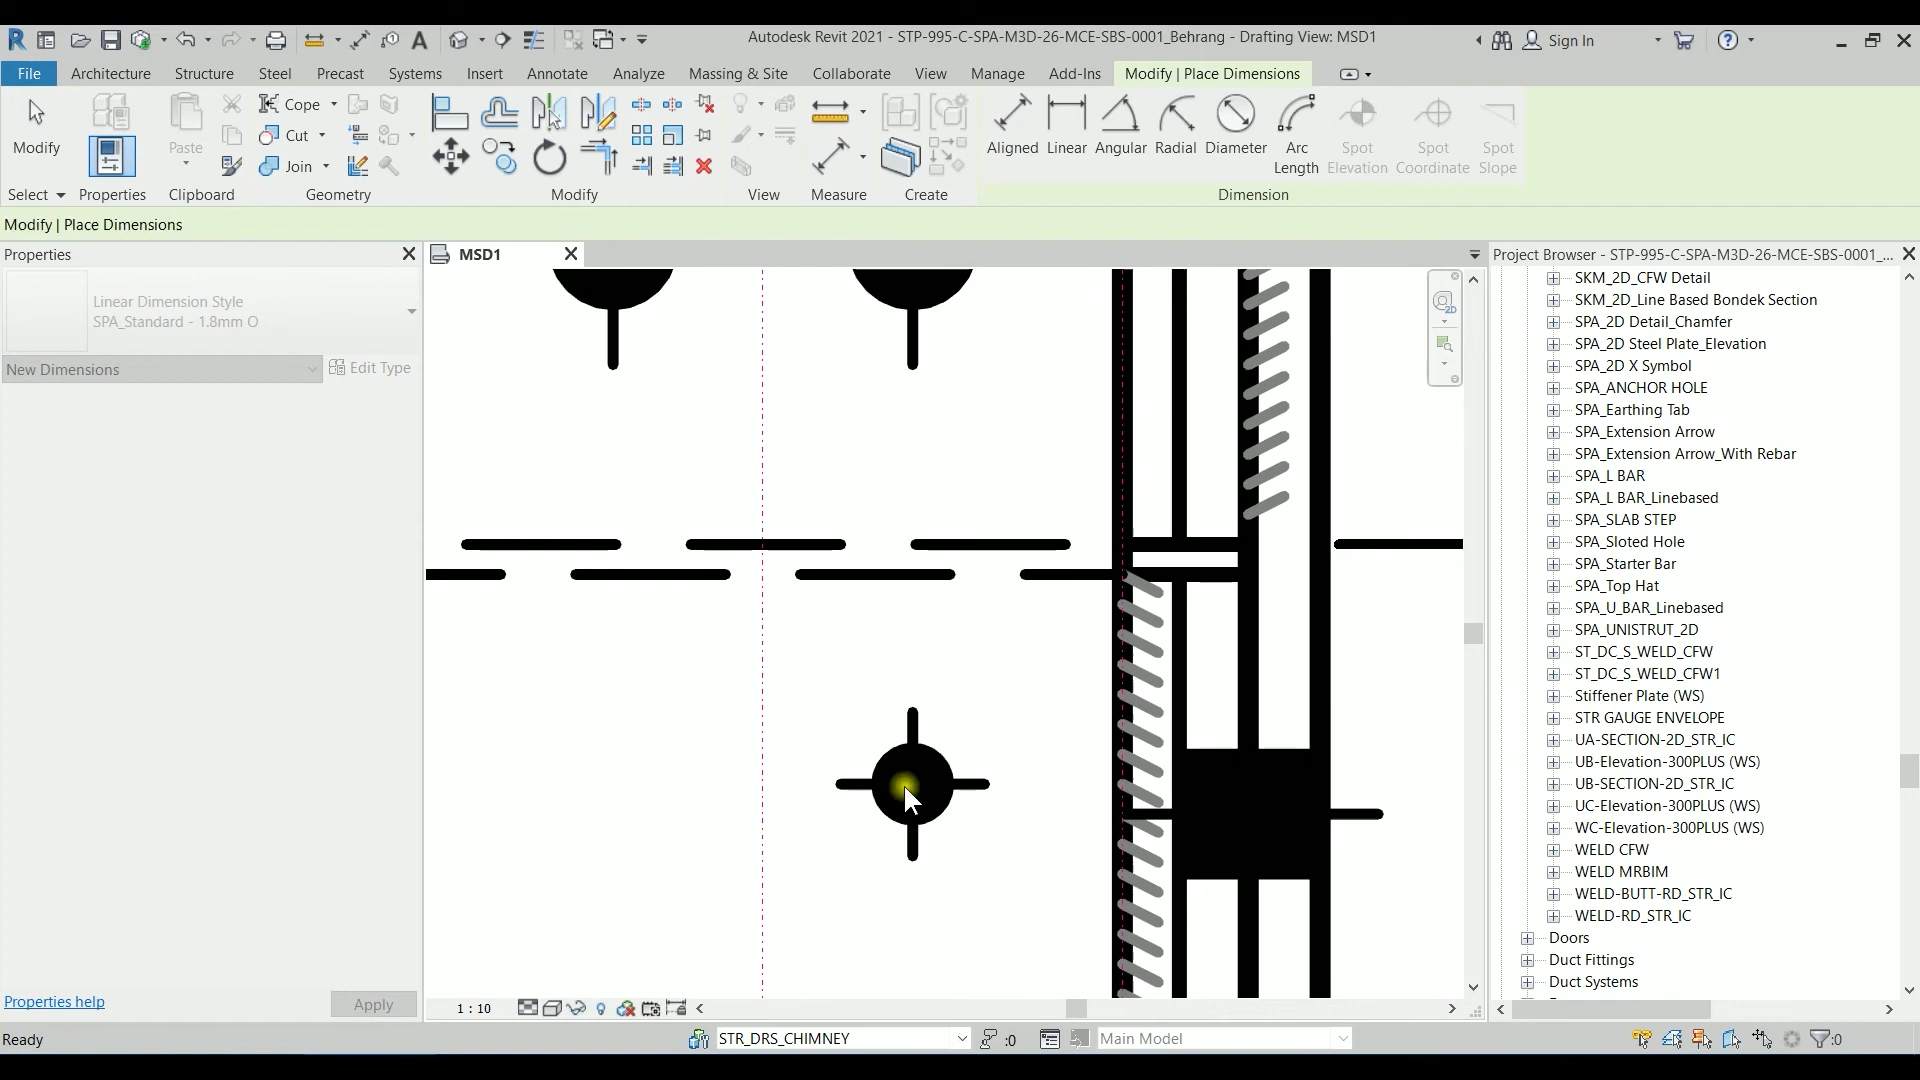 Autodesk Revit 2021 - STP-995-C-SPA-M3D-26-MCE-SBS-0001_Behrang - Drafting View: MSD1
Sign In
File Architecture Structure Steel Precast Systems Insert Annotate Analyze Massing & Site Collaborate View Manage Add-Ins Modify | Place Dimensions
Modify
Paste
Cope
Cut
Join
Aligned Linear Angular Radial Diameter Arc Length Spot Elevation Spot Coordinate Spot Slope
Select Properties Clipboard Geometry Modify View Measure Create Dimension
Modify | Place Dimensions
Properties
Linear Dimension Style
SPA_Standard - 1.8mm O
New Dimensions
Edit Type
Properties help
Apply
MSD1
2D
1 : 10
Project Browser - STP-995-C-SPA-M3D-26-MCE-SBS-0001_...
SKM_2D_CFW Detail
SKM_2D_Line Based Bondek Section
SPA_2D Detail_Chamfer
SPA_2D Steel Plate_Elevation
SPA_2D X Symbol
SPA_ANCHOR HOLE
SPA_Earthing Tab
SPA_Extension Arrow
SPA_Extension Arrow_With Rebar
SPA_L BAR
SPA_L BAR_Linebased
SPA_SLAB STEP
SPA_Sloted Hole
SPA_Starter Bar
SPA_Top Hat
SPA_U_BAR_Linebased
SPA_UNISTRUT_2D
ST_DC_S_WELD_CFW
ST_DC_S_WELD_CFW1
Stiffener Plate (WS)
STR GAUGE ENVELOPE
UA-SECTION-2D_STR_IC
UB-Elevation-300PLUS (WS)
UB-SECTION-2D_STR_IC
UC-Elevation-300PLUS (WS)
WC-Elevation-300PLUS (WS)
WELD CFW
WELD MRBIM
WELD-BUTT-RD_STR_IC
WELD-RD_STR_IC
Doors
Duct Fittings
Duct Systems
Ready
STR_DRS_CHIMNEY
:0
Main Model
:0